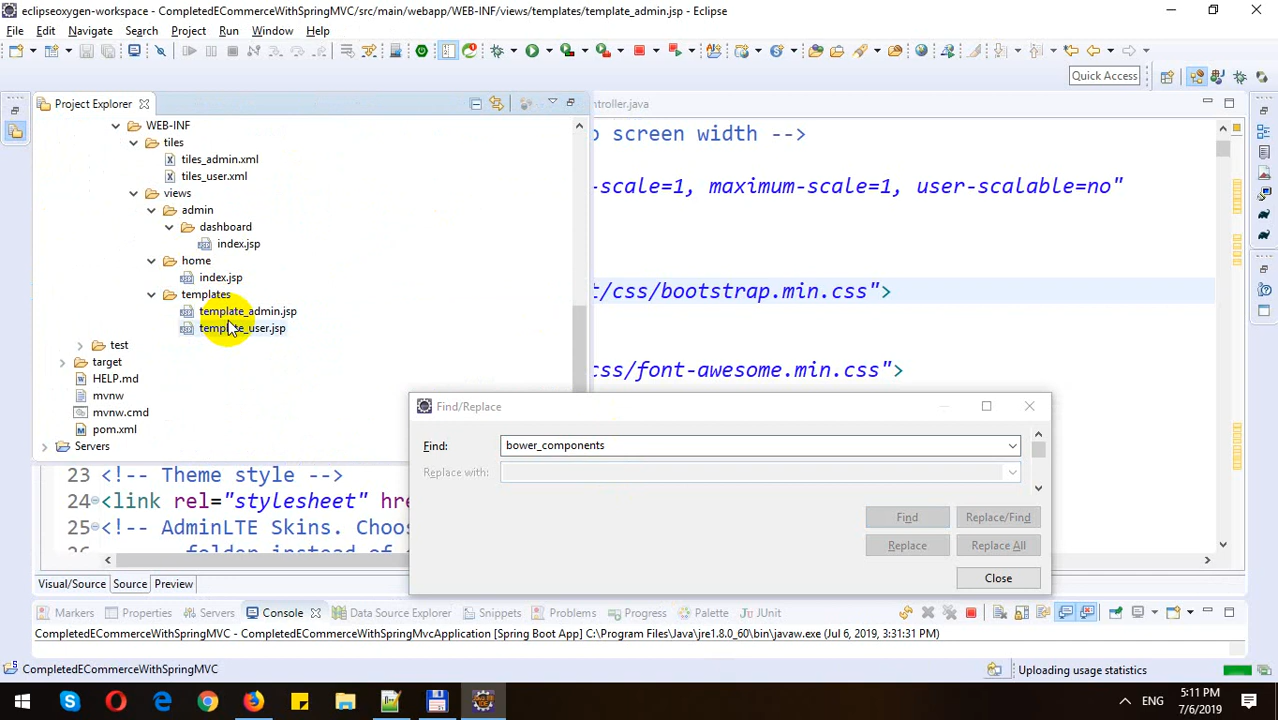 eclipseoxygen-workspace - CompletedECommerceWithSpringMVC/src/main/webapp/WEB-INF/views/templates/template_admin.jsp - Eclipse
File Edit Navigate Search Project Run Window Help
Quick Access
Project Explorer
ntroller.java
WEB-INF
tiles
tiles_admin.xml
tiles_user.xml
views
admin
dashboard
index.jsp
home
index.jsp
templates
template_admin.jsp
template_user.jsp
test
target
HELP.md
mvnw
mvnw.cmd
pom.xml
Servers
o screen width -->
-scale=1, maximum-scale=1, user-scalable=no"
t/css/bootstrap.min.css">
css/font-awesome.min.css">
23 <!-- Theme style -->
24 <link rel="stylesheet" hre
25 <!-- AdminLTE Skins. Choos
26 folder instead of
Find/Replace
Find: bower_components
Replace with:
Find Replace/Find
Replace Replace All
Close
Visual/Source Source Preview
Markers Properties Servers Console Data Source Explorer Snippets Problems Progress Palette JUnit
CompletedECommerceWithSpringMVC - CompletedECommerceWithSpringMvcApplication [Spring Boot App] C:\Program Files\Java\jre1.8.0_60\bin\javaw.exe (Jul 6, 2019, 3:31:31 PM)
CompletedECommerceWithSpringMVC
Uploading usage statistics
ENG
5:11 PM
7/6/2019